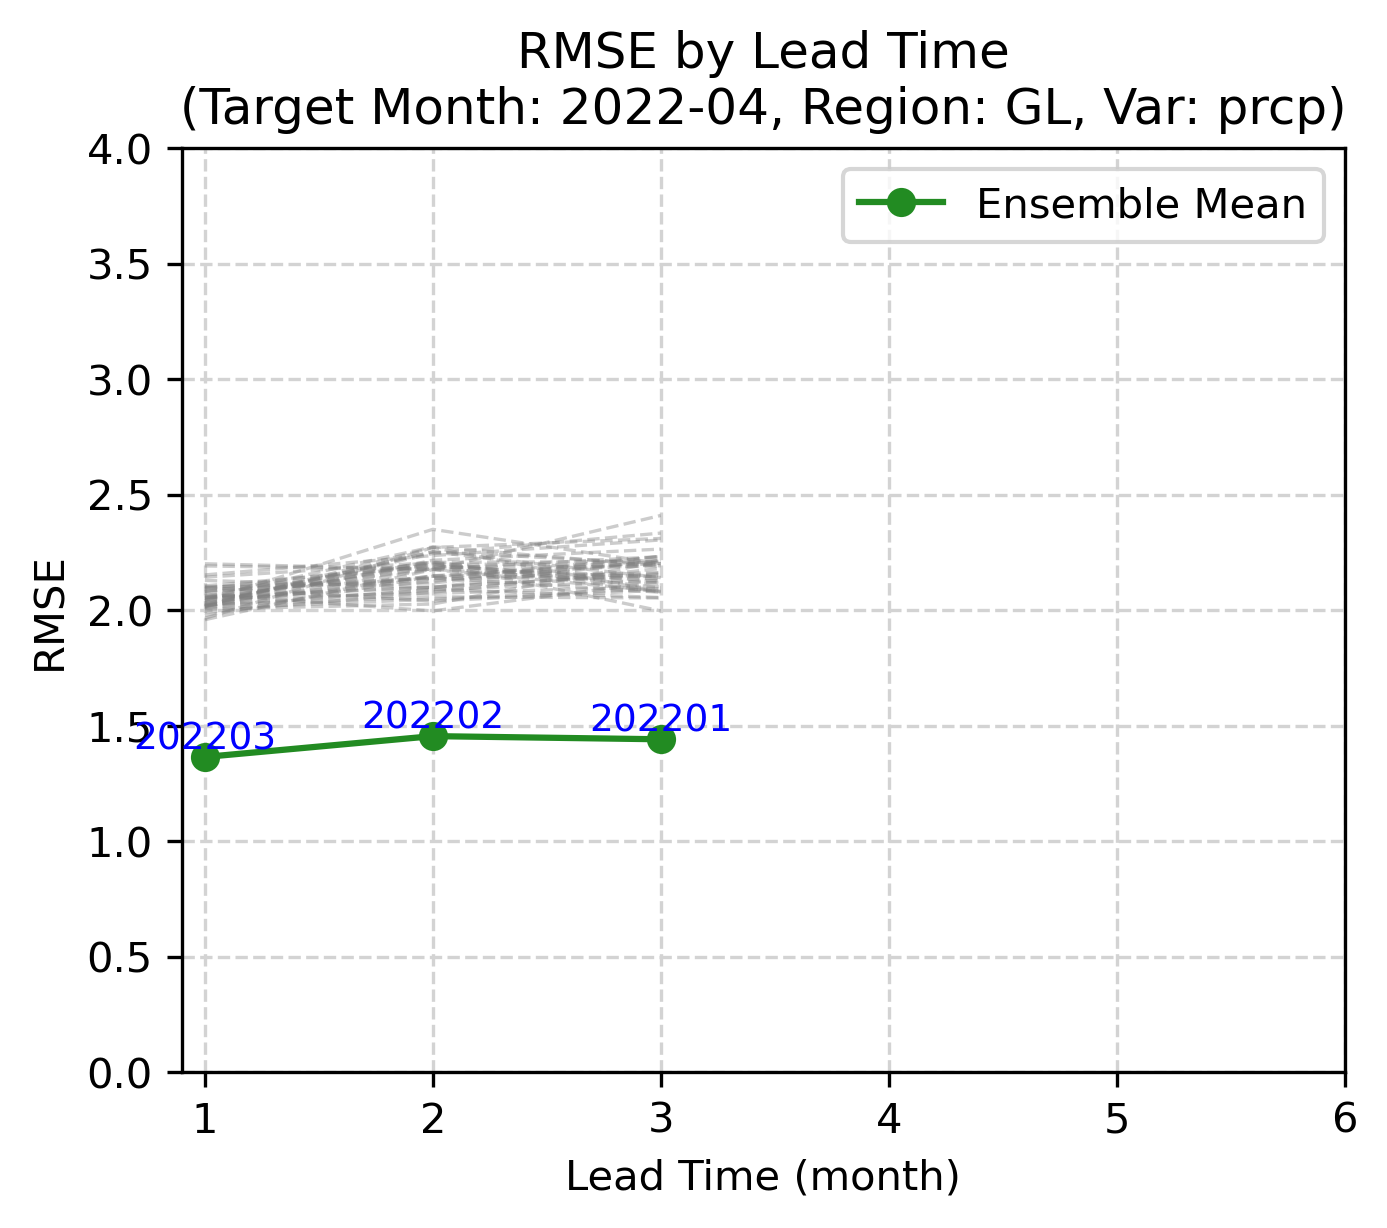 RMSE by Lead Time
(Target Month: 2022-04, Region: GL, Var: prcp)
Ensemble Mean
4.0
3.5
3.0
2.5
2.0
1.5
1.0
0.5
0.0
RMSE
202203
202202
202201
1 2 3 4 5 6
Lead Time (month)